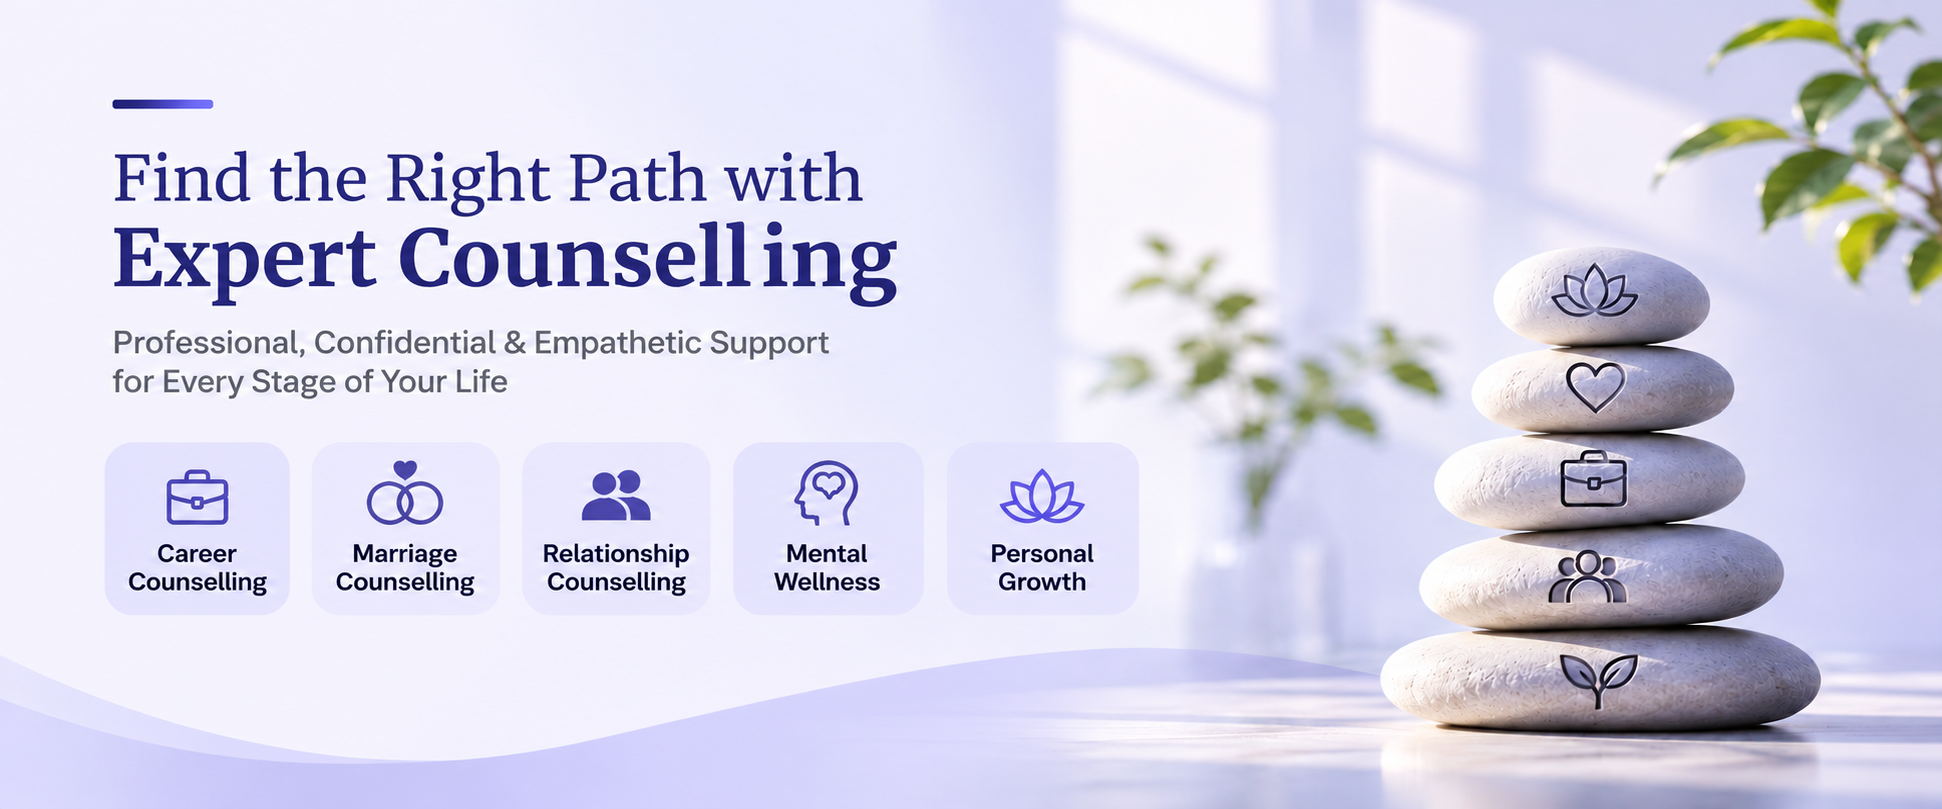 Find the Right Path with
Expert Counselling
Professional, Confidential & Empathetic Support
for Every Stage of Your Life
Career
Counselling
Marriage
Counselling
Relationship
Counselling
Mental
Wellness
Personal
Growth